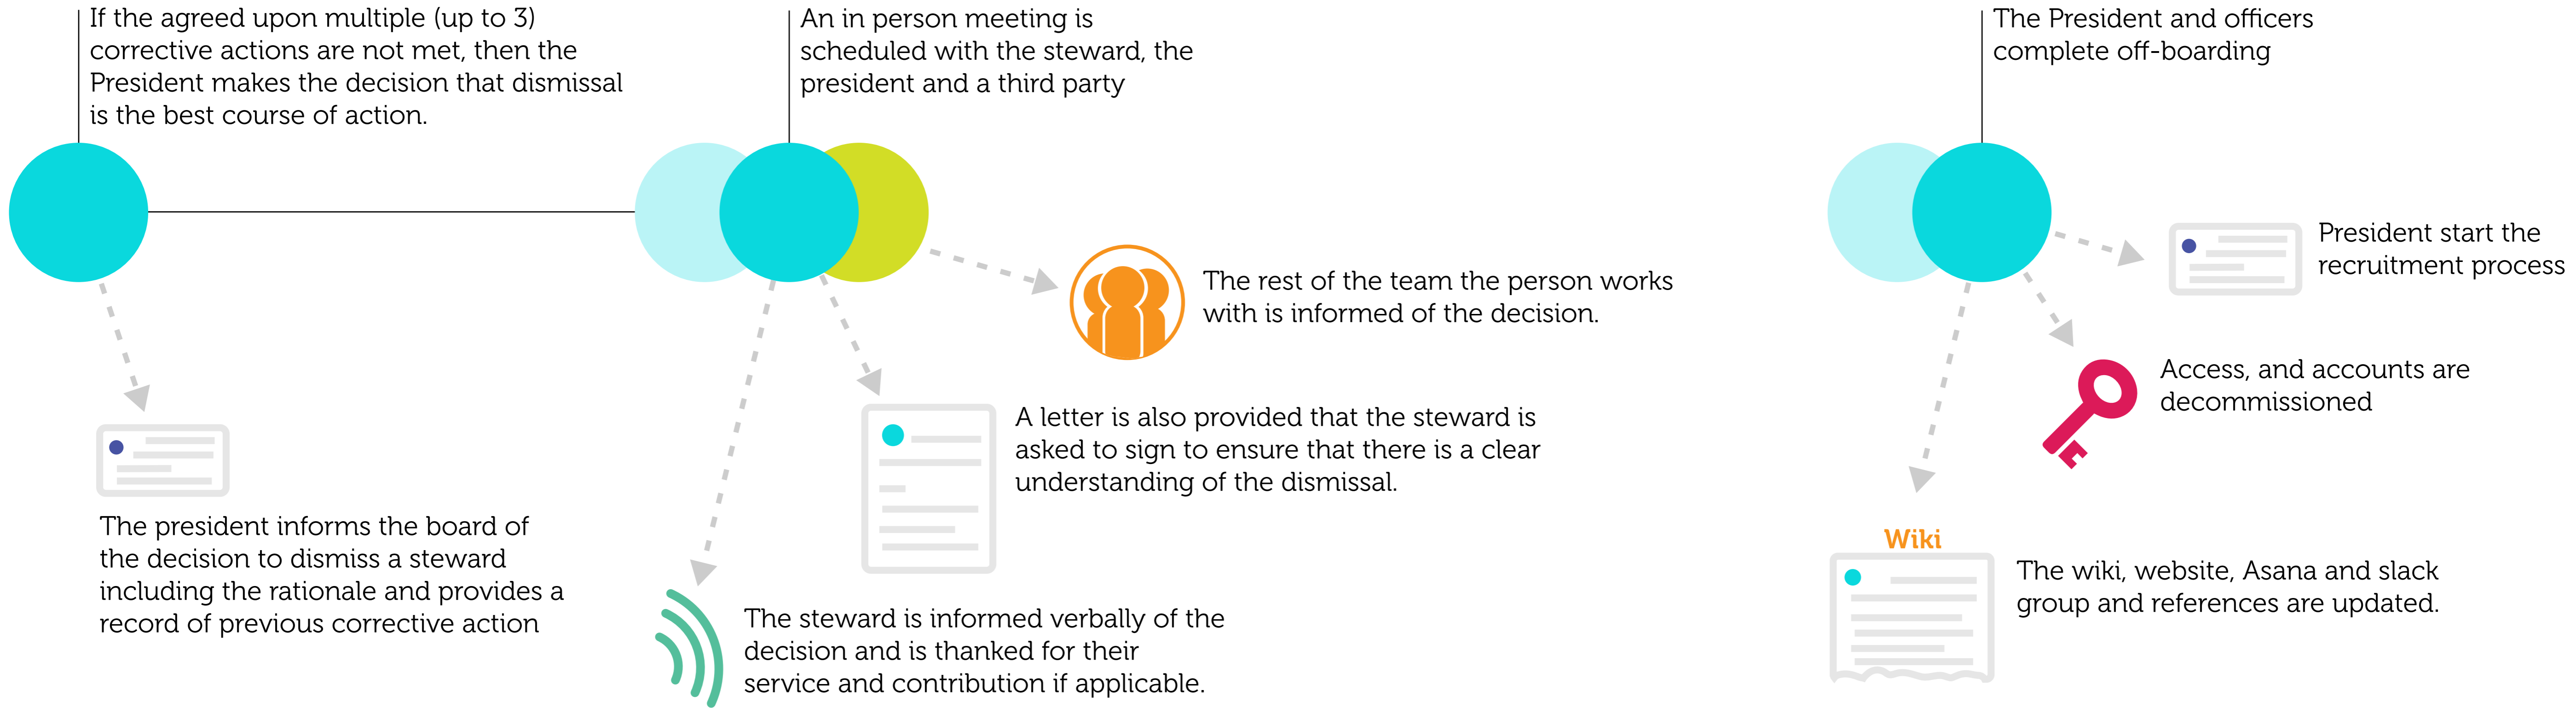 If the agreed upon multiple (up to 3)
corrective actions are not met, then the
President makes the decision that dismissal
is the best course of action.
An in person meeting is
scheduled with the steward, the
president and a third party
The President and officers
complete off-boarding
President start the
recruitment process
The rest of the team the person works
with is informed of the decision.
Access, and accounts are
decommissioned
A letter is also provided that the steward is
asked to sign to ensure that there is a clear
understanding of the dismissal.
The president informs the board of
the decision to dismiss a steward
including the rationale and provides a
record of previous corrective action
Wiki
The wiki, website, Asana and slack
group and references are updated.
The steward is informed verbally of the
decision and is thanked for their
service and contribution if applicable.